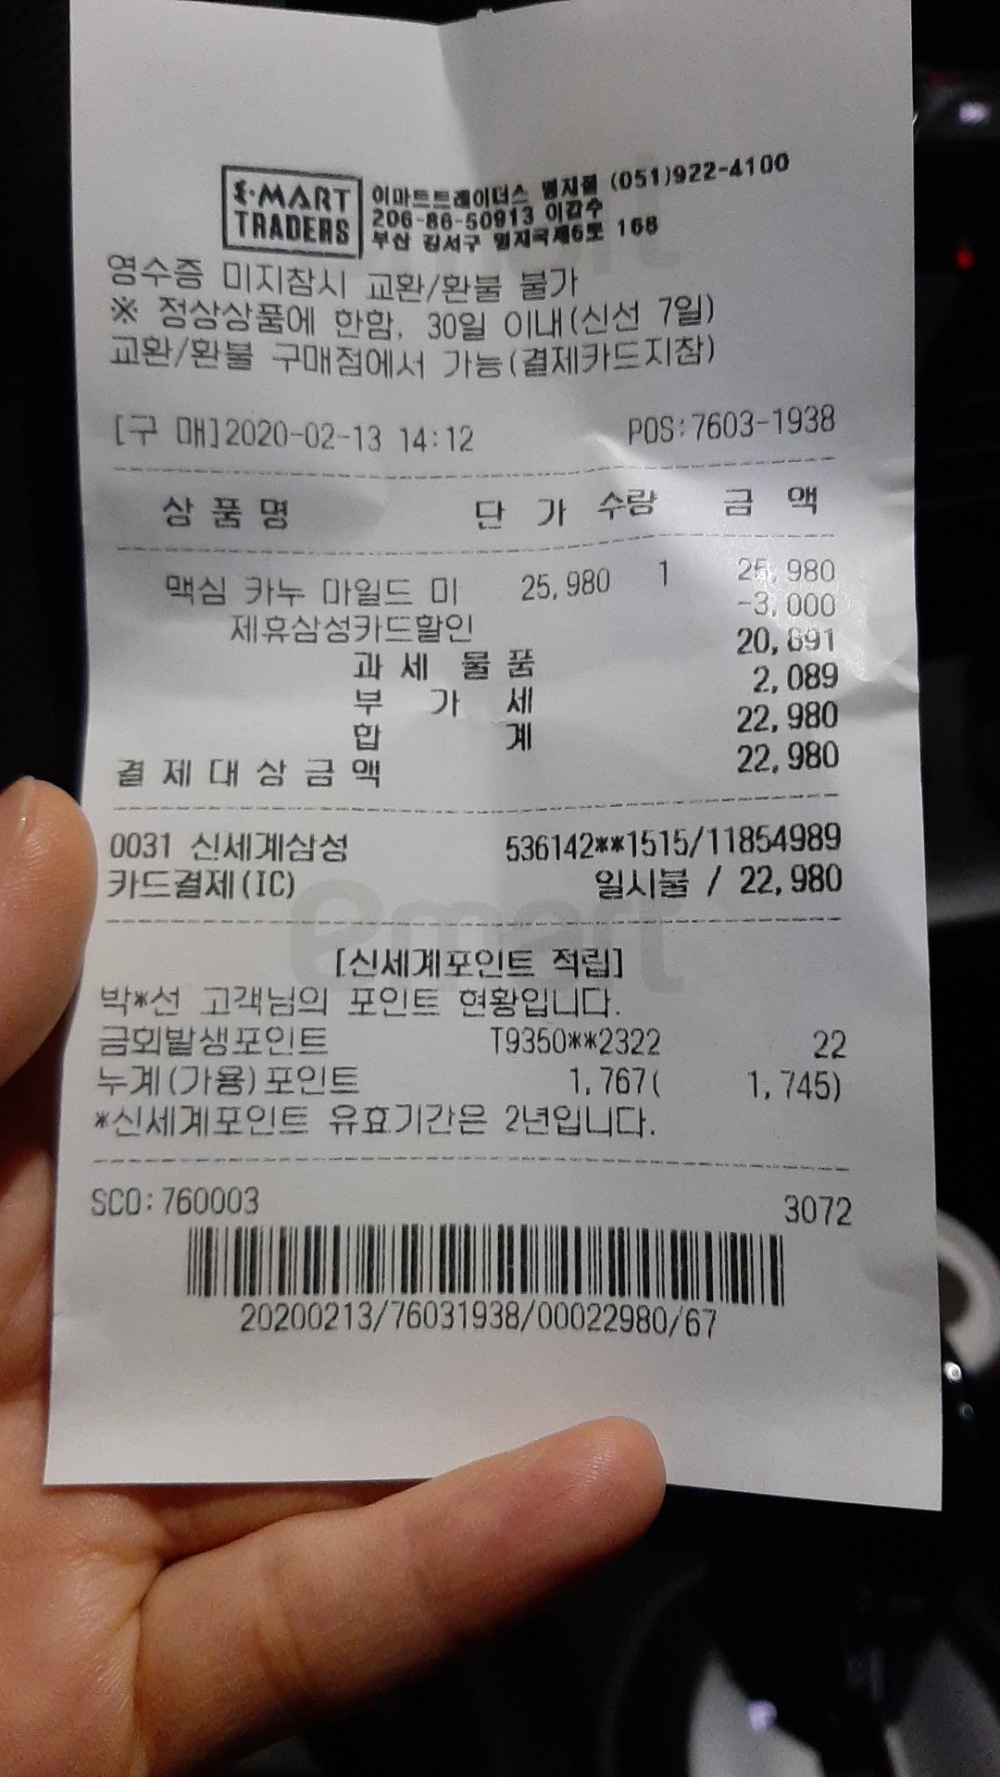 E·MART
TRADERS
이마트트레이더스 명지점 (051)922-4100
206-86-50913 이갑수
부산 강서구 명지국제6로 168
영수증 미지참시 교환/환불 불가
※ 정상상품에 한함, 30일 이내(신선 7일)
교환/환불 구매점에서 가능(결제카드지참)
[구 매]2020-02-13 14:12 POS:7603-1938
상 품 명 단 가 수량 금 액
맥심 카누 마일드 미 25,980 1 25,980
제휴삼성카드할인 -3,000
과 세 물 품 20,891
부 가 세 2,089
합 계 22,980
결 제 대 상 금 액 22,980
0031 신세계삼성 536142**1515/11854989
카드결제(IC) 일시불 / 22,980
[신세계포인트 적립]
박*선 고객님의 포인트 현황입니다.
금회발생포인트 T9350**2322 22
누계(가용)포인트 1,767( 1,745)
*신세계포인트 유효기간은 2년입니다.
SCO:760003 3072
20200213/76031938/00022980/67
emart